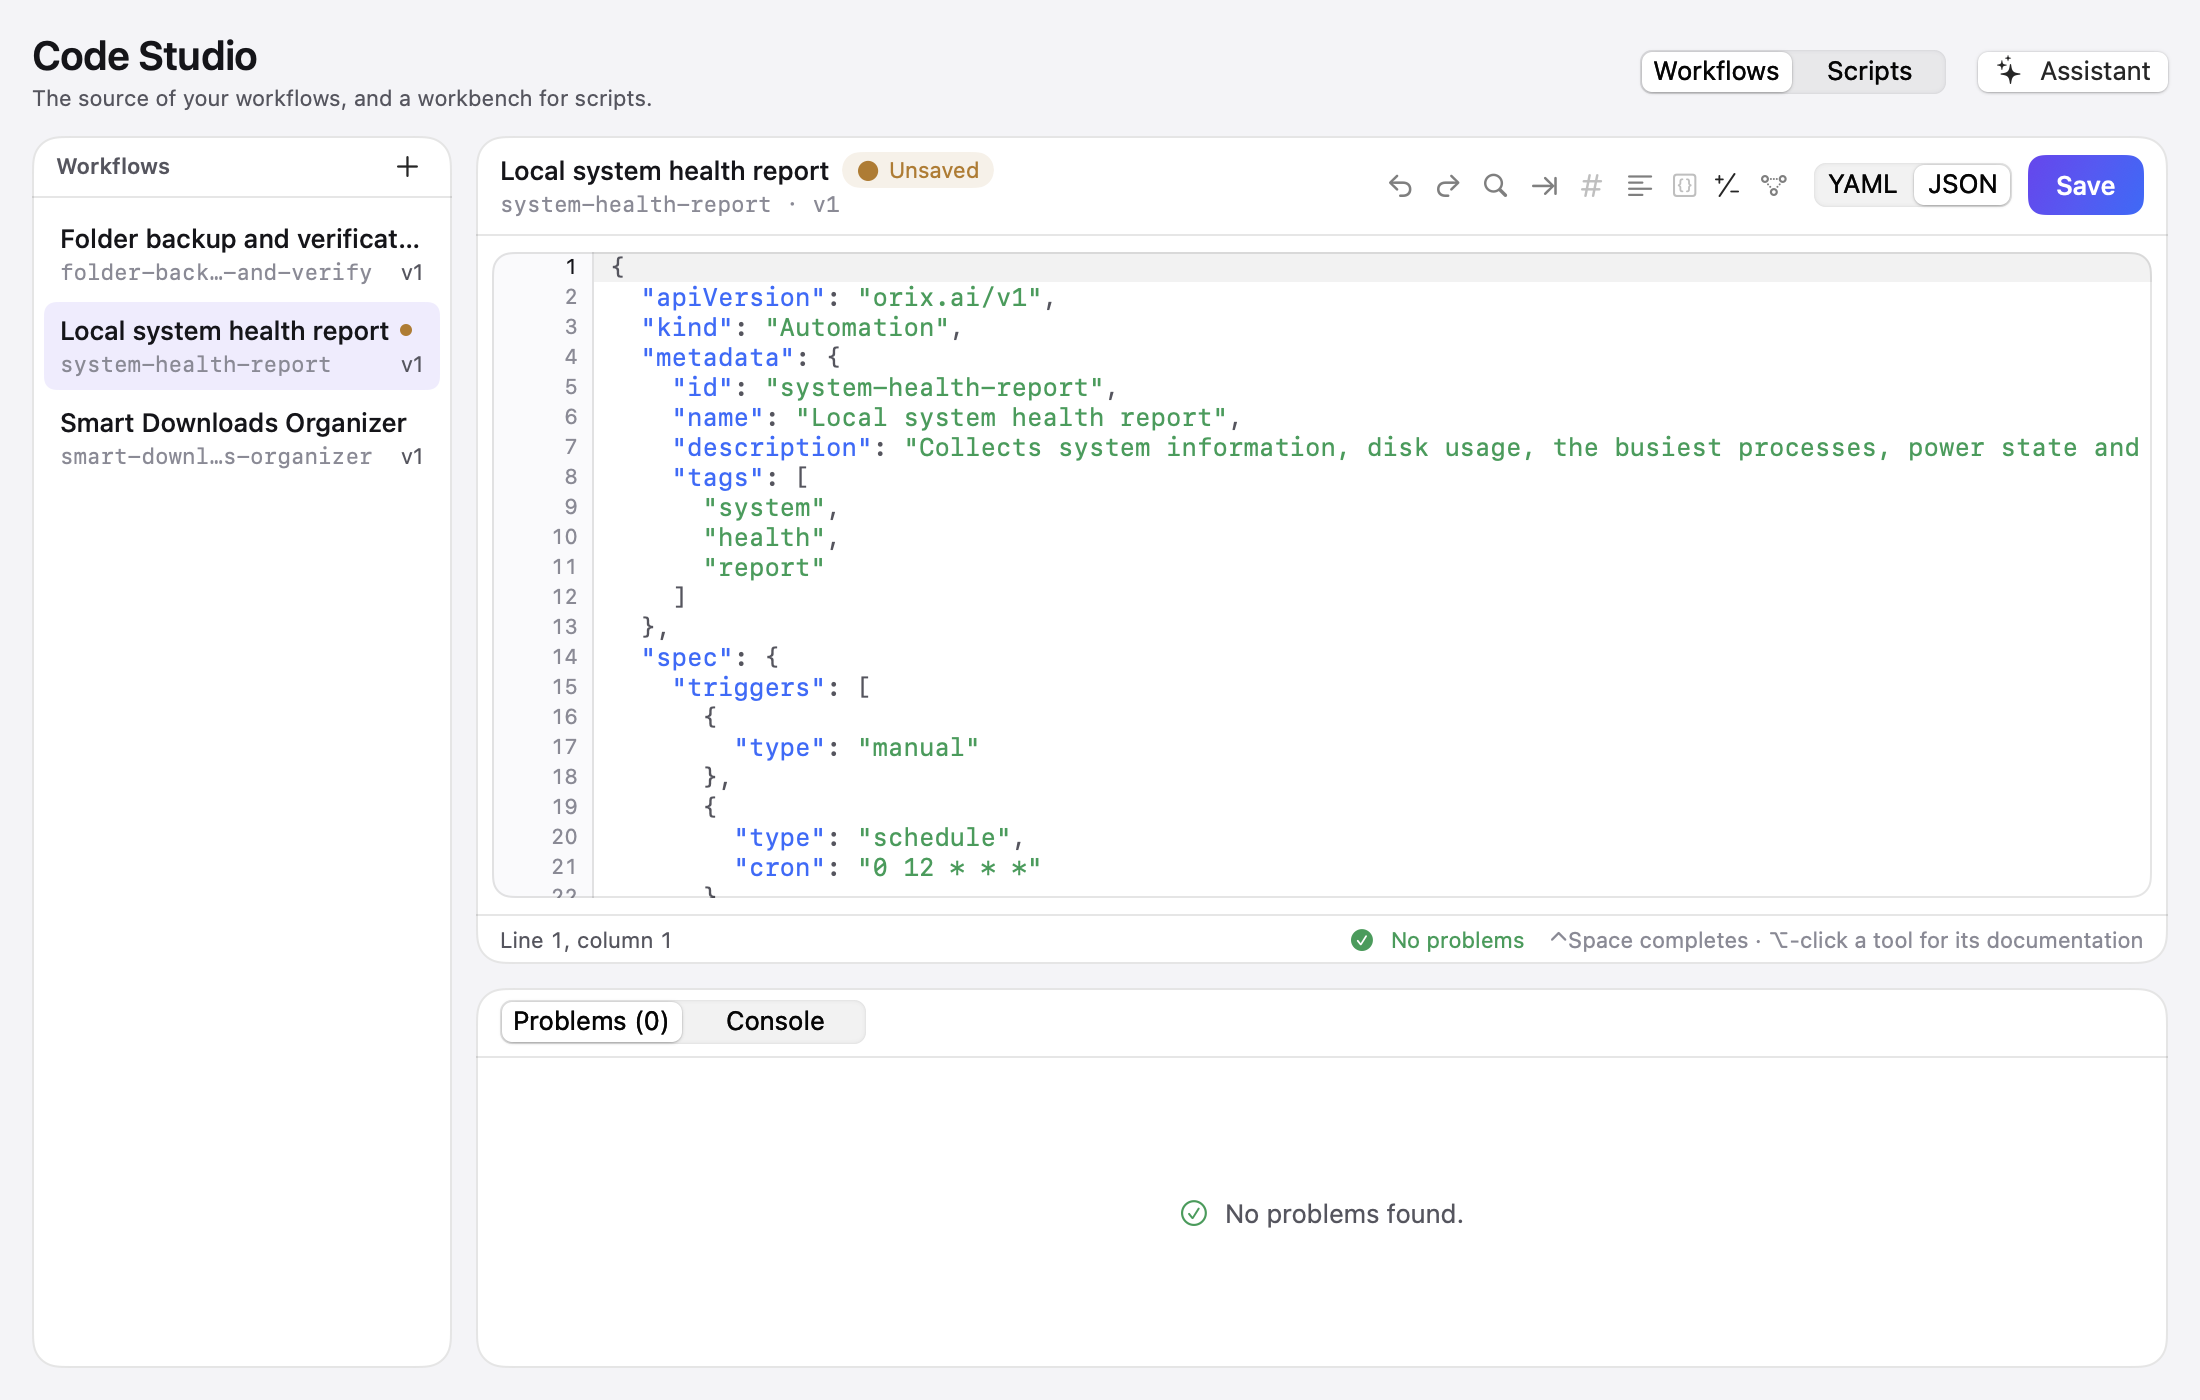 Code Studio
The source of your workflows, and a workbench for scripts.
Workflows
Scripts
Assistant
Workflows
Folder backup and verificat...
folder-back…-and-verify v1
Local system health report
system-health-report v1
Smart Downloads Organizer
smart-downl…s-organizer v1
Local system health report
Unsaved
system-health-report · v1
YAML
JSON
Save
1 {
2 "apiVersion": "orix.ai/v1",
3 "kind": "Automation",
4 "metadata": {
5 "id": "system-health-report",
6 "name": "Local system health report",
7 "description": "Collects system information, disk usage, the busiest processes, power state and
8 "tags": [
9 "system",
10 "health",
11 "report"
12 ]
13 },
14 "spec": {
15 "triggers": [
16 {
17 "type": "manual"
18 },
19 {
20 "type": "schedule",
21 "cron": "0 12 * * *"
22 }
Line 1, column 1
No problems
^Space completes · ⌥-click a tool for its documentation
Problems (0)
Console
No problems found.